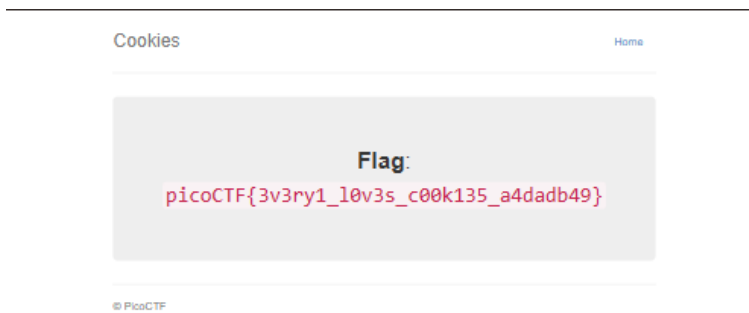 Cookies
Home
Flag:
picoCTF{3v3ry1_l0v3s_c00k135_a4dadb49}
© PicoCTF